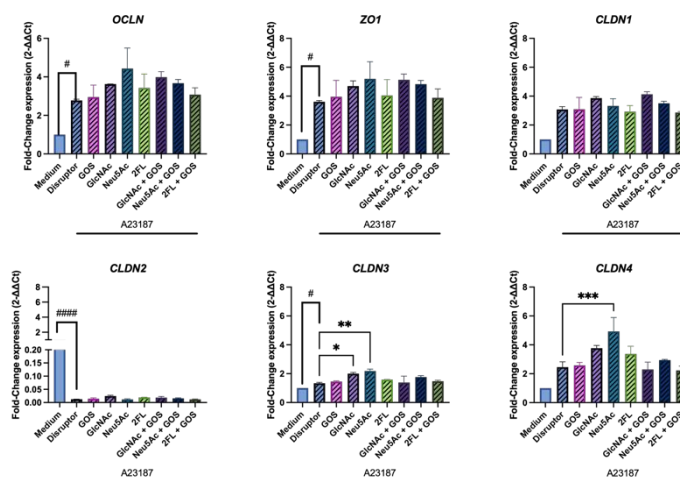 OCLN
Fold-Change expression (2-ΔΔCt)
8
6
4
2
0
#
Medium
Disruptor
GOS
GlcNAc
Neu5Ac
2FL
GlcNAc + GOS
Neu5Ac + GOS
2FL + GOS
A23187
ZO1
Fold-Change expression (2-ΔΔCt)
8
6
4
2
0
#
Medium
Disruptor
GOS
GlcNAc
Neu5Ac
2FL
GlcNAc + GOS
Neu5Ac + GOS
2FL + GOS
A23187
CLDN1
Fold-Change expression (2-ΔΔCt)
8
6
4
2
0
Medium
Disruptor
GOS
GlcNAc
Neu5Ac
2FL
GlcNAc + GOS
Neu5Ac + GOS
2FL + GOS
A23187
CLDN2
Fold-Change expression (2-ΔΔCt)
8
6
4
2
0.20
0.15
0.10
0.05
0.00
####
Medium
Disruptor
GOS
GlcNAc
Neu5Ac
2FL
GlcNAc + GOS
Neu5Ac + GOS
2FL + GOS
A23187
CLDN3
Fold-Change expression (2-ΔΔCt)
8
6
4
2
0
#
**
*
Medium
Disruptor
GOS
GlcNAc
Neu5Ac
2FL
GlcNAc + GOS
Neu5Ac + GOS
2FL + GOS
A23187
CLDN4
Fold-Change expression (2-ΔΔCt)
8
6
4
2
0
***
Medium
Disruptor
GOS
GlcNAc
Neu5Ac
2FL
GlcNAc + GOS
Neu5Ac + GOS
2FL + GOS
A23187